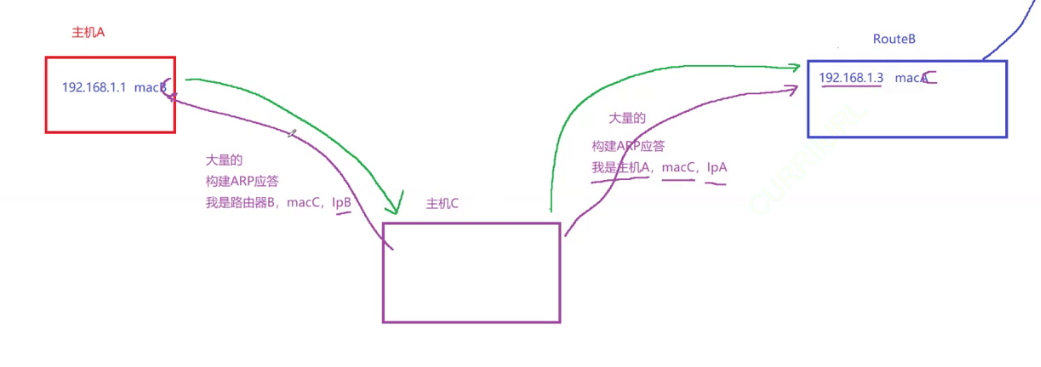 主机A
192.168.1.1 macB
大量的
构建ARP应答
我是路由器B，macC，IpB
主机C
大量的
构建ARP应答
我是主机A，macC，IpA
RouteB
192.168.1.3 macC